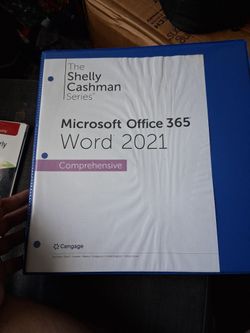 The
Shelly
Cashman
Series
Microsoft Office 365
Word 2021
Comprehensive
Cengage